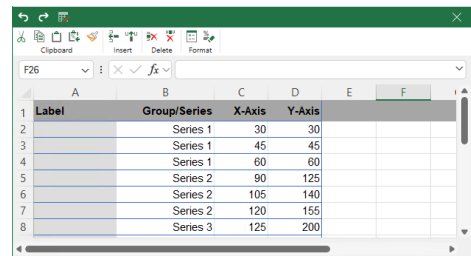 Clipboard Insert Delete Format
F26 fx
A B C D E F
1 Label Group/Series X-Axis Y-Axis
2 Series 1 30 30
3 Series 1 45 45
4 Series 1 60 60
5 Series 2 90 125
6 Series 2 105 140
7 Series 2 120 155
8 Series 3 125 200